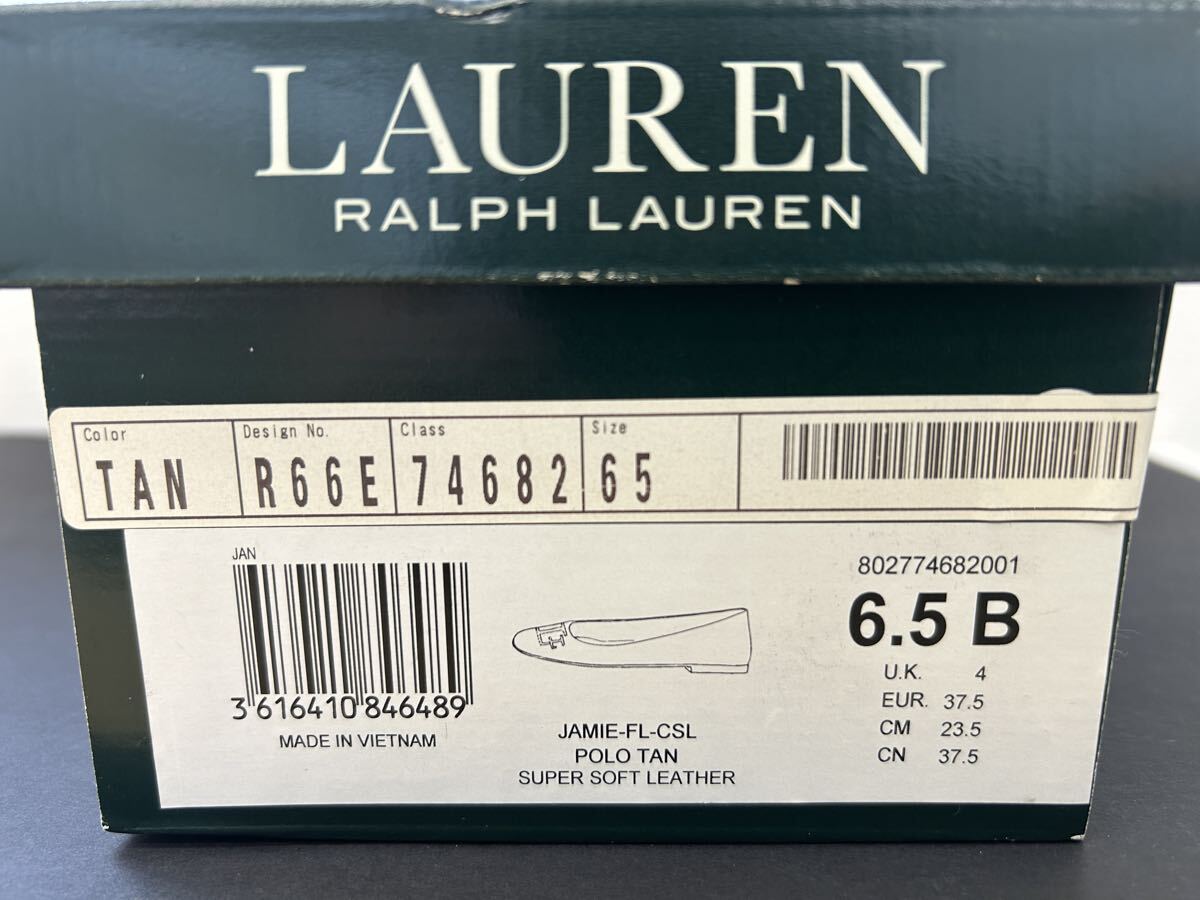 LAUREN
RALPH LAUREN
Color Design No. Class Size
TAN R66E 74682 65
JAN
3 616410 846489
MADE IN VIETNAM
JAMIE-FL-CSL
POLO TAN
SUPER SOFT LEATHER
802774682001
6.5 B
U.K. 4
EUR. 37.5
CM 23.5
CN 37.5